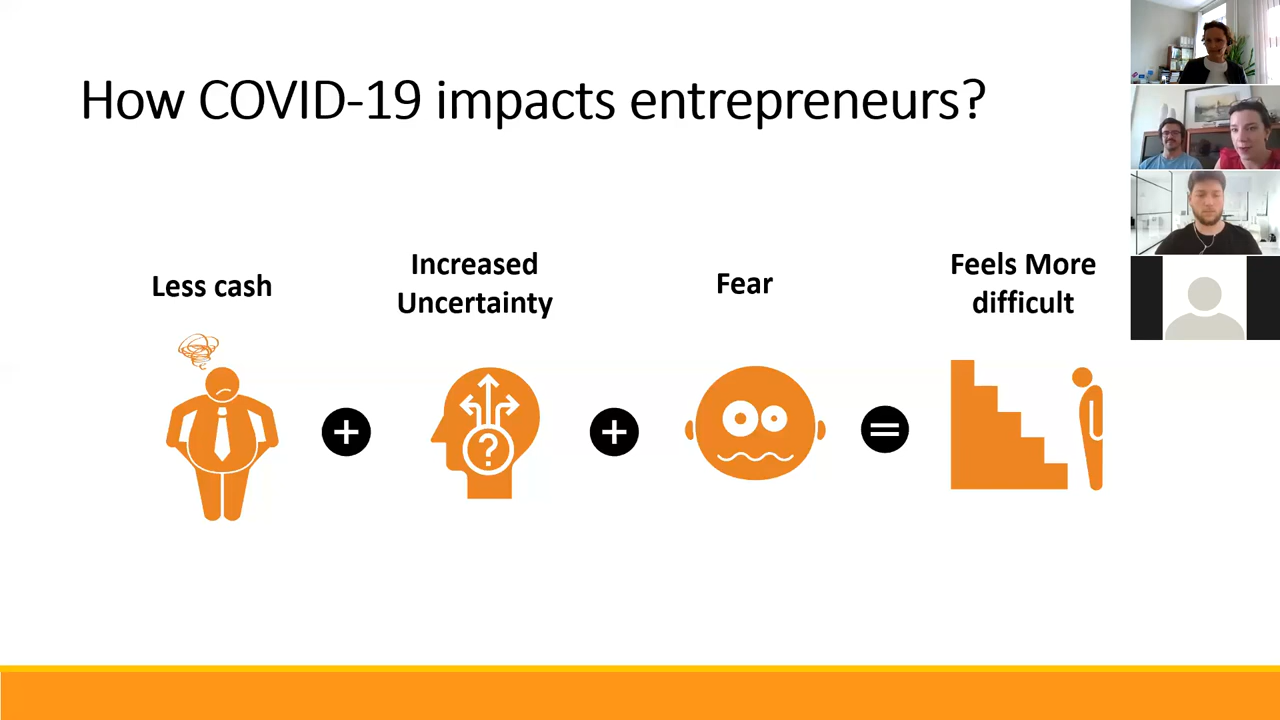 How COVID-19 impacts entrepreneurs?
Less cash
Increased
Uncertainty
Fear
Feels More
difficult
+
?
+
=